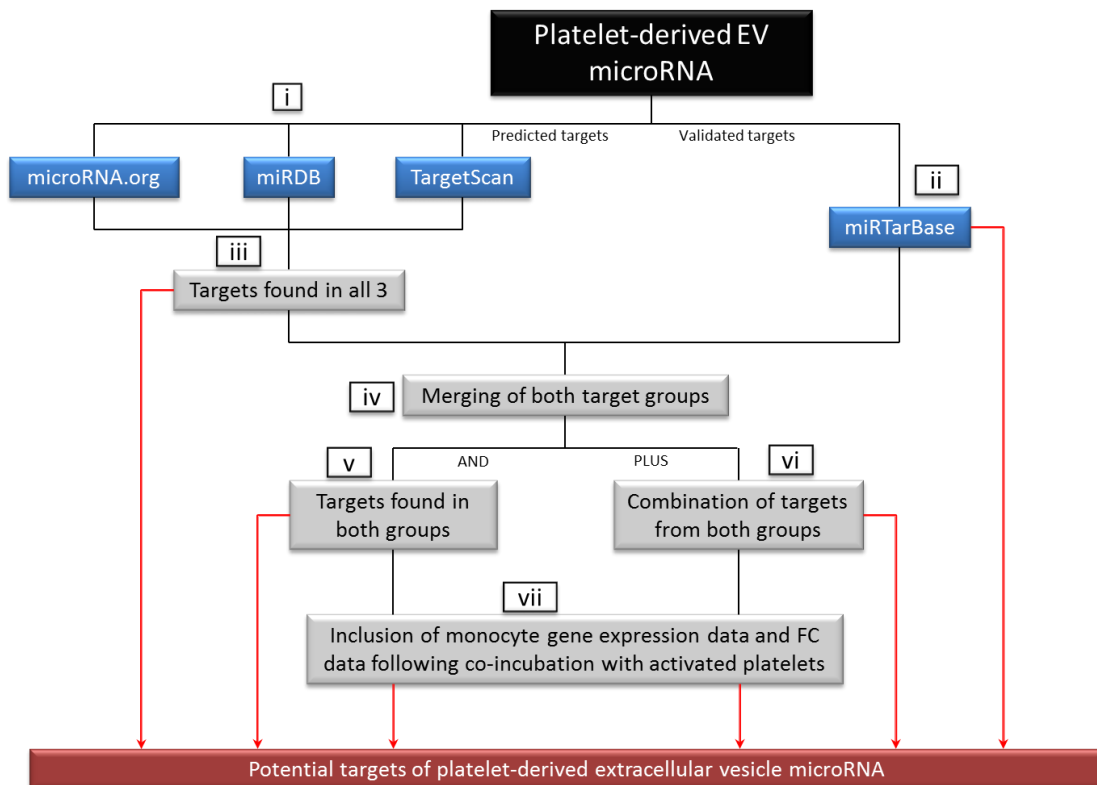 Platelet-derived EV
microRNA
i
Predicted targets
Validated targets
microRNA.org
miRDB
TargetScan
ii
miRTarBase
iii
Targets found in all 3
iv
Merging of both target groups
v
AND
PLUS
vi
Targets found in
both groups
Combination of targets
from both groups
vii
Inclusion of monocyte gene expression data and FC
data following co-incubation with activated platelets
Potential targets of platelet-derived extracellular vesicle microRNA